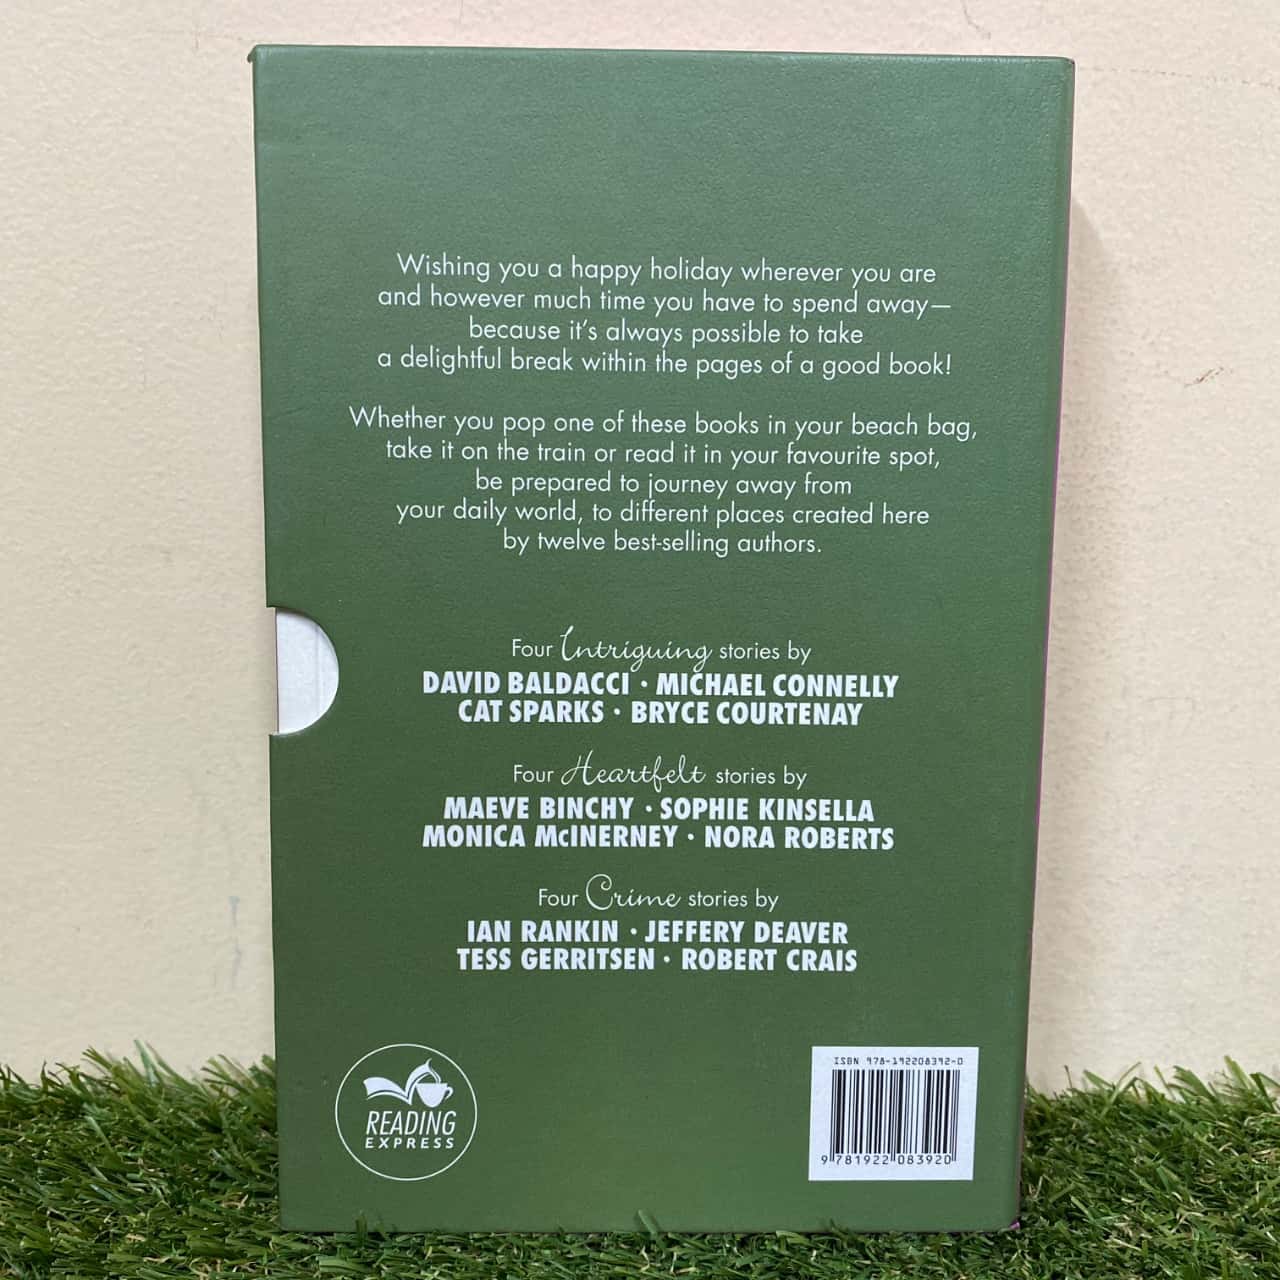 Wishing you a happy holiday wherever you are
and however much time you have to spend away—
because it's always possible to take
a delightful break within the pages of a good book!
Whether you pop one of these books in your beach bag,
take it on the train or read it in your favourite spot,
be prepared to journey away from
your daily world, to different places created here
by twelve best-selling authors.
Four Intriguing stories by
DAVID BALDACCI • MICHAEL CONNELLY
CAT SPARKS • BRYCE COURTENAY
Four Heartfelt stories by
MAEVE BINCHY • SOPHIE KINSELLA
MONICA McINERNEY • NORA ROBERTS
Four Crime stories by
IAN RANKIN • JEFFERY DEAVER
TESS GERRITSEN • ROBERT CRAIS
READING
EXPRESS
ISBN 978-192208392-0
9 781922 083920